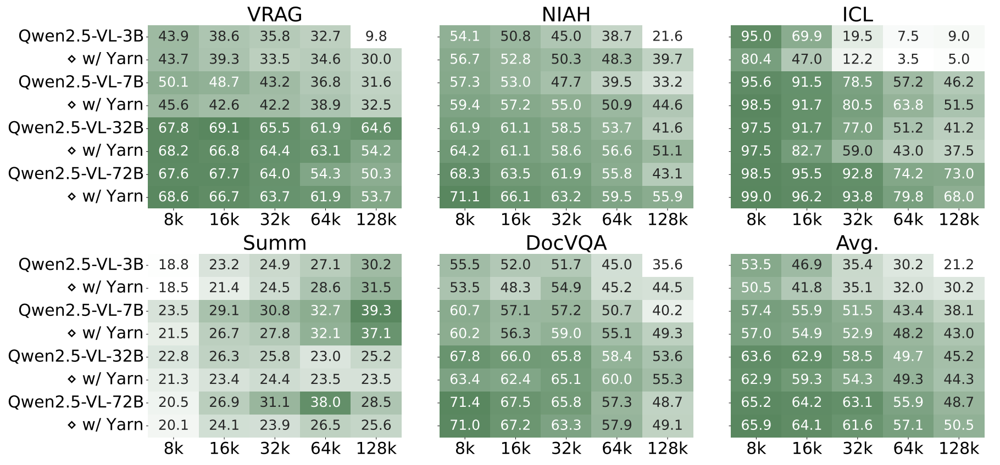 VRAG NIAH ICL
Qwen2.5-VL-3B 43.9 38.6 35.8 32.7 9.8 54.1 50.8 45.0 38.7 21.6 95.0 69.9 19.5 7.5 9.0
⋄ w/ Yarn 43.7 39.3 33.5 34.6 30.0 56.7 52.8 50.3 48.3 39.7 80.4 47.0 12.2 3.5 5.0
Qwen2.5-VL-7B 50.1 48.7 43.2 36.8 31.6 57.3 53.0 47.7 39.5 33.2 95.6 91.5 78.5 57.2 46.2
⋄ w/ Yarn 45.6 42.6 42.2 38.9 32.5 59.4 57.2 55.0 50.9 44.6 98.5 91.7 80.5 63.8 51.5
Qwen2.5-VL-32B 67.8 69.1 65.5 61.9 64.6 61.9 61.1 58.5 53.7 41.6 97.5 91.7 77.0 51.2 41.2
⋄ w/ Yarn 68.2 66.8 64.4 63.1 54.2 64.2 61.1 58.6 56.6 51.1 97.5 82.7 59.0 43.0 37.5
Qwen2.5-VL-72B 67.6 67.7 64.0 54.3 50.3 68.3 63.5 61.9 55.8 43.1 98.5 95.5 92.8 74.2 73.0
⋄ w/ Yarn 68.6 66.7 63.7 61.9 53.7 71.1 66.1 63.2 59.5 55.9 99.0 96.2 93.8 79.8 68.0
8k 16k 32k 64k 128k 8k 16k 32k 64k 128k 8k 16k 32k 64k 128k
Summ DocVQA Avg.
Qwen2.5-VL-3B 18.8 23.2 24.9 27.1 30.2 55.5 52.0 51.7 45.0 35.6 53.5 46.9 35.4 30.2 21.2
⋄ w/ Yarn 18.5 21.4 24.5 28.6 31.5 53.5 48.3 54.9 45.2 44.5 50.5 41.8 35.1 32.0 30.2
Qwen2.5-VL-7B 23.5 29.1 30.8 32.7 39.3 60.7 57.1 57.2 50.7 40.2 57.4 55.9 51.5 43.4 38.1
⋄ w/ Yarn 21.5 26.7 27.8 32.1 37.1 60.2 56.3 59.0 55.1 49.3 57.0 54.9 52.9 48.2 43.0
Qwen2.5-VL-32B 22.8 26.3 25.8 23.0 25.2 67.8 66.0 65.8 58.4 53.6 63.6 62.9 58.5 49.7 45.2
⋄ w/ Yarn 21.3 23.4 24.4 23.5 23.5 63.4 62.4 65.1 60.0 55.3 62.9 59.3 54.3 49.3 44.3
Qwen2.5-VL-72B 20.5 26.9 31.1 38.0 28.5 71.4 67.5 65.8 57.3 48.7 65.2 64.2 63.1 55.9 48.7
⋄ w/ Yarn 20.1 24.1 23.9 26.5 25.6 71.0 67.2 63.3 57.9 49.1 65.9 64.1 61.6 57.1 50.5
8k 16k 32k 64k 128k 8k 16k 32k 64k 128k 8k 16k 32k 64k 128k